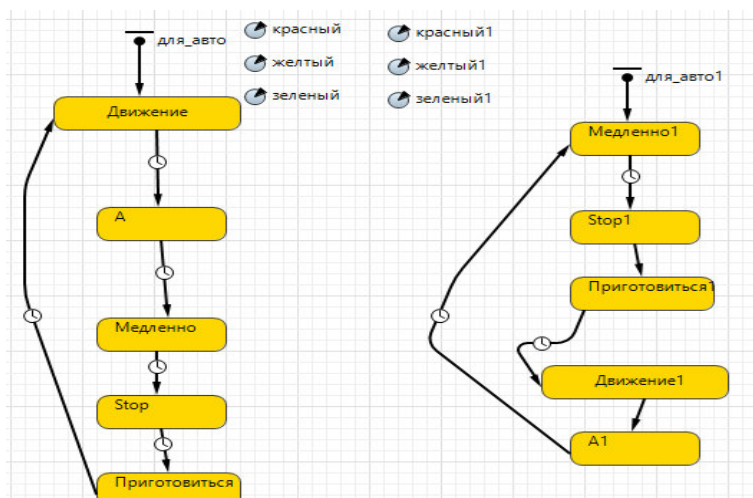 для_авто
красный
желтый
зеленый
красный1
желтый1
зеленый1
Движение
A
Медленно
Stop
Приготовиться
для_авто1
Медленно1
Stop1
Приготовиться1
Движение1
A1